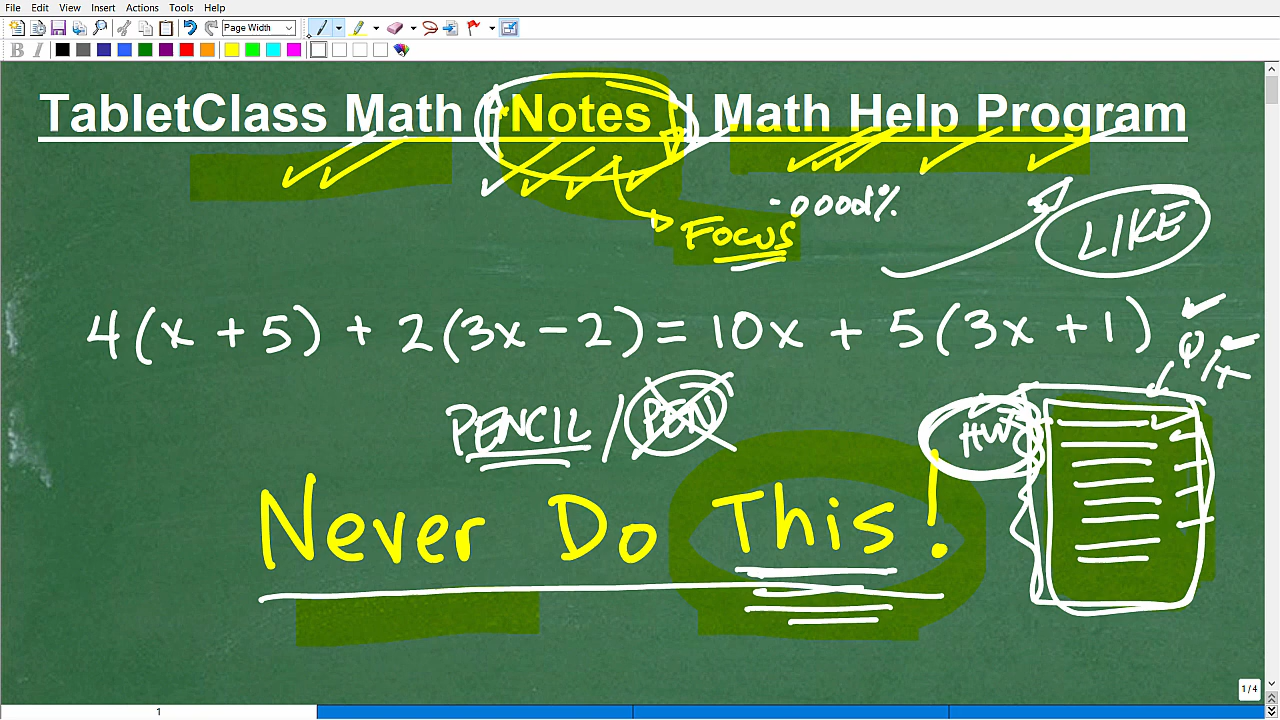 File Edit View Insert Actions Tools Help
Page Width
B I
TabletClass Math Notes Math Help Program
.00001%
FOCUS
LIKE
4(x + 5) + 2(3x - 2) = 10x + 5(3x + 1)
Q/T
PENCIL / PEN
HW
Never Do This!
1/4
1